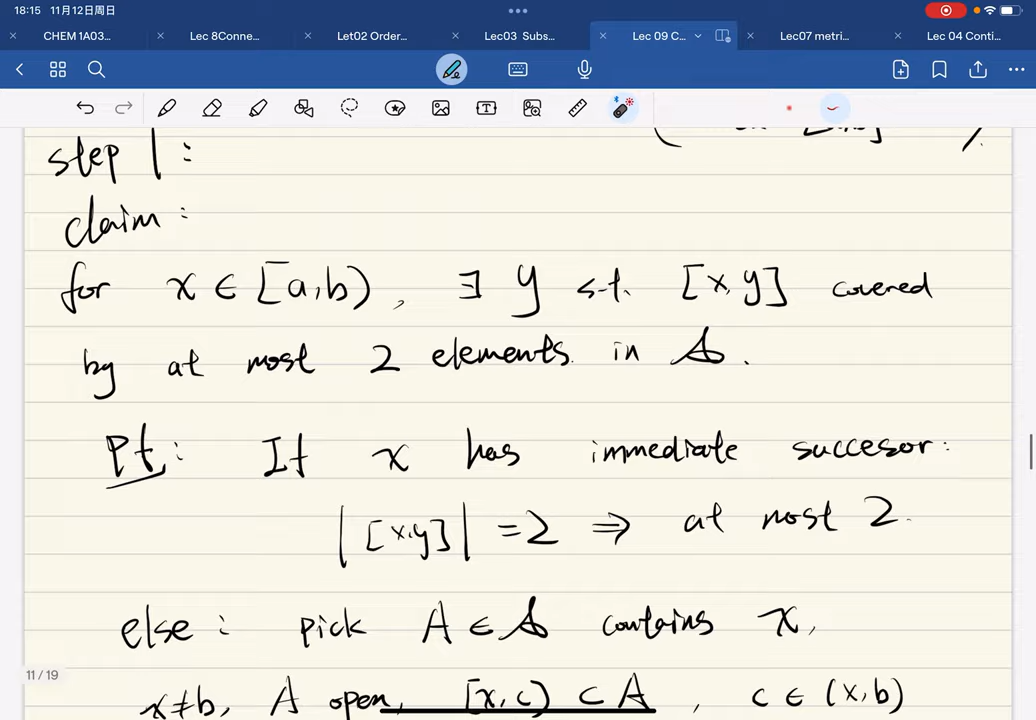 18:15 11月12日周日
CHEM 1A03... Lec 8Conne... Let02 Order... Lec03 Subs... Lec 09 C... Lec07 metri... Lec 04 Conti...
step 1:
claim:
for x ∈ [a,b), ∃ y s.t. [x,y] covered
by at most 2 elements in 𝒜.
Pf: If x has immediate succesor:
|[x,y]| = 2 ⇒ at most 2.
else: pick A ∈ 𝒜 contains x,
11 / 19
x≠b, A open, [x,c) ⊂ A, c ∈ (x,b)